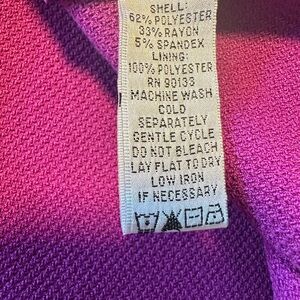 SHELL:
62% POLYESTER
33% RAYON
5% SPANDEX
LINING:
100% POLYESTER
RN 90133
MACHINE WASH
COLD
SEPARATELY
GENTLE CYCLE
DO NOT BLEACH
LAY FLAT TO DRY
LOW IRON
IF NECESSARY